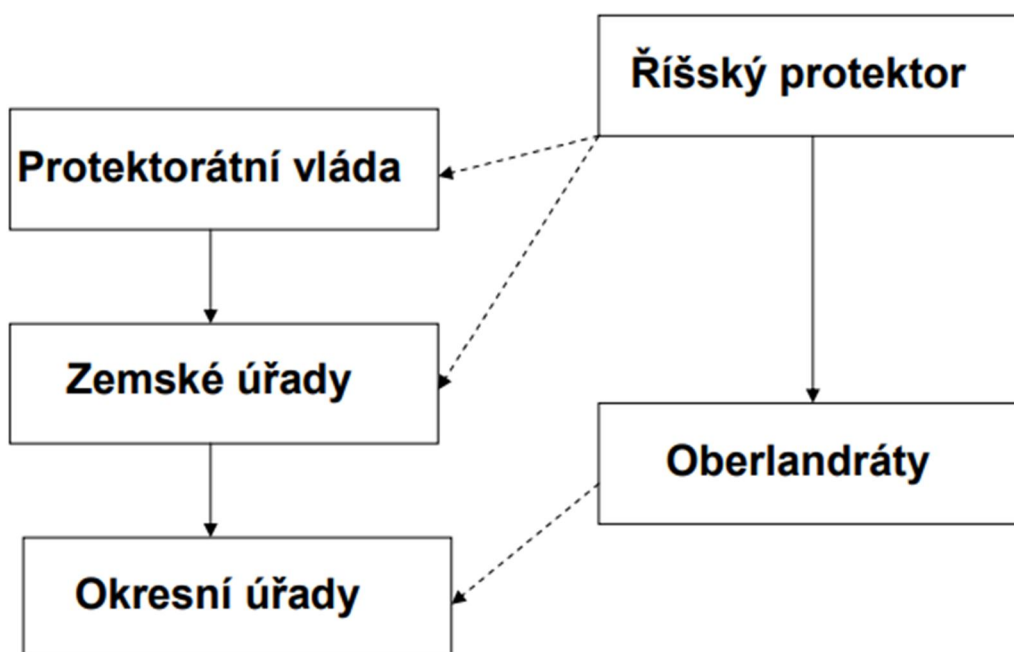 Říšský protektor
Protektorátní vláda
Zemské úřady
Oberlandráty
Okresní úřady